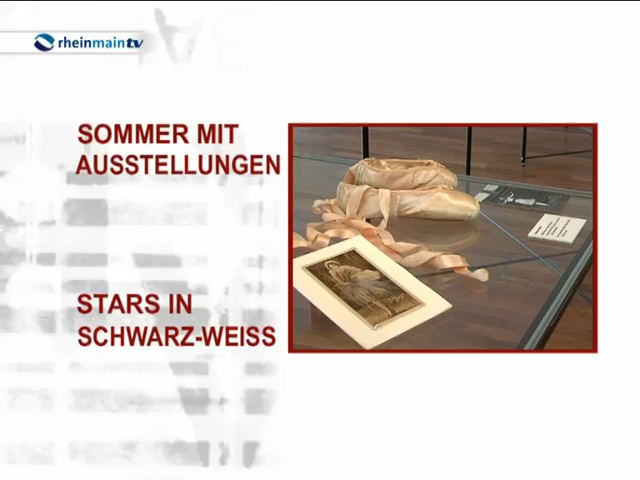 rheinmaintv
SOMMER MIT
AUSSTELLUNGEN
STARS IN
SCHWARZ-WEISS